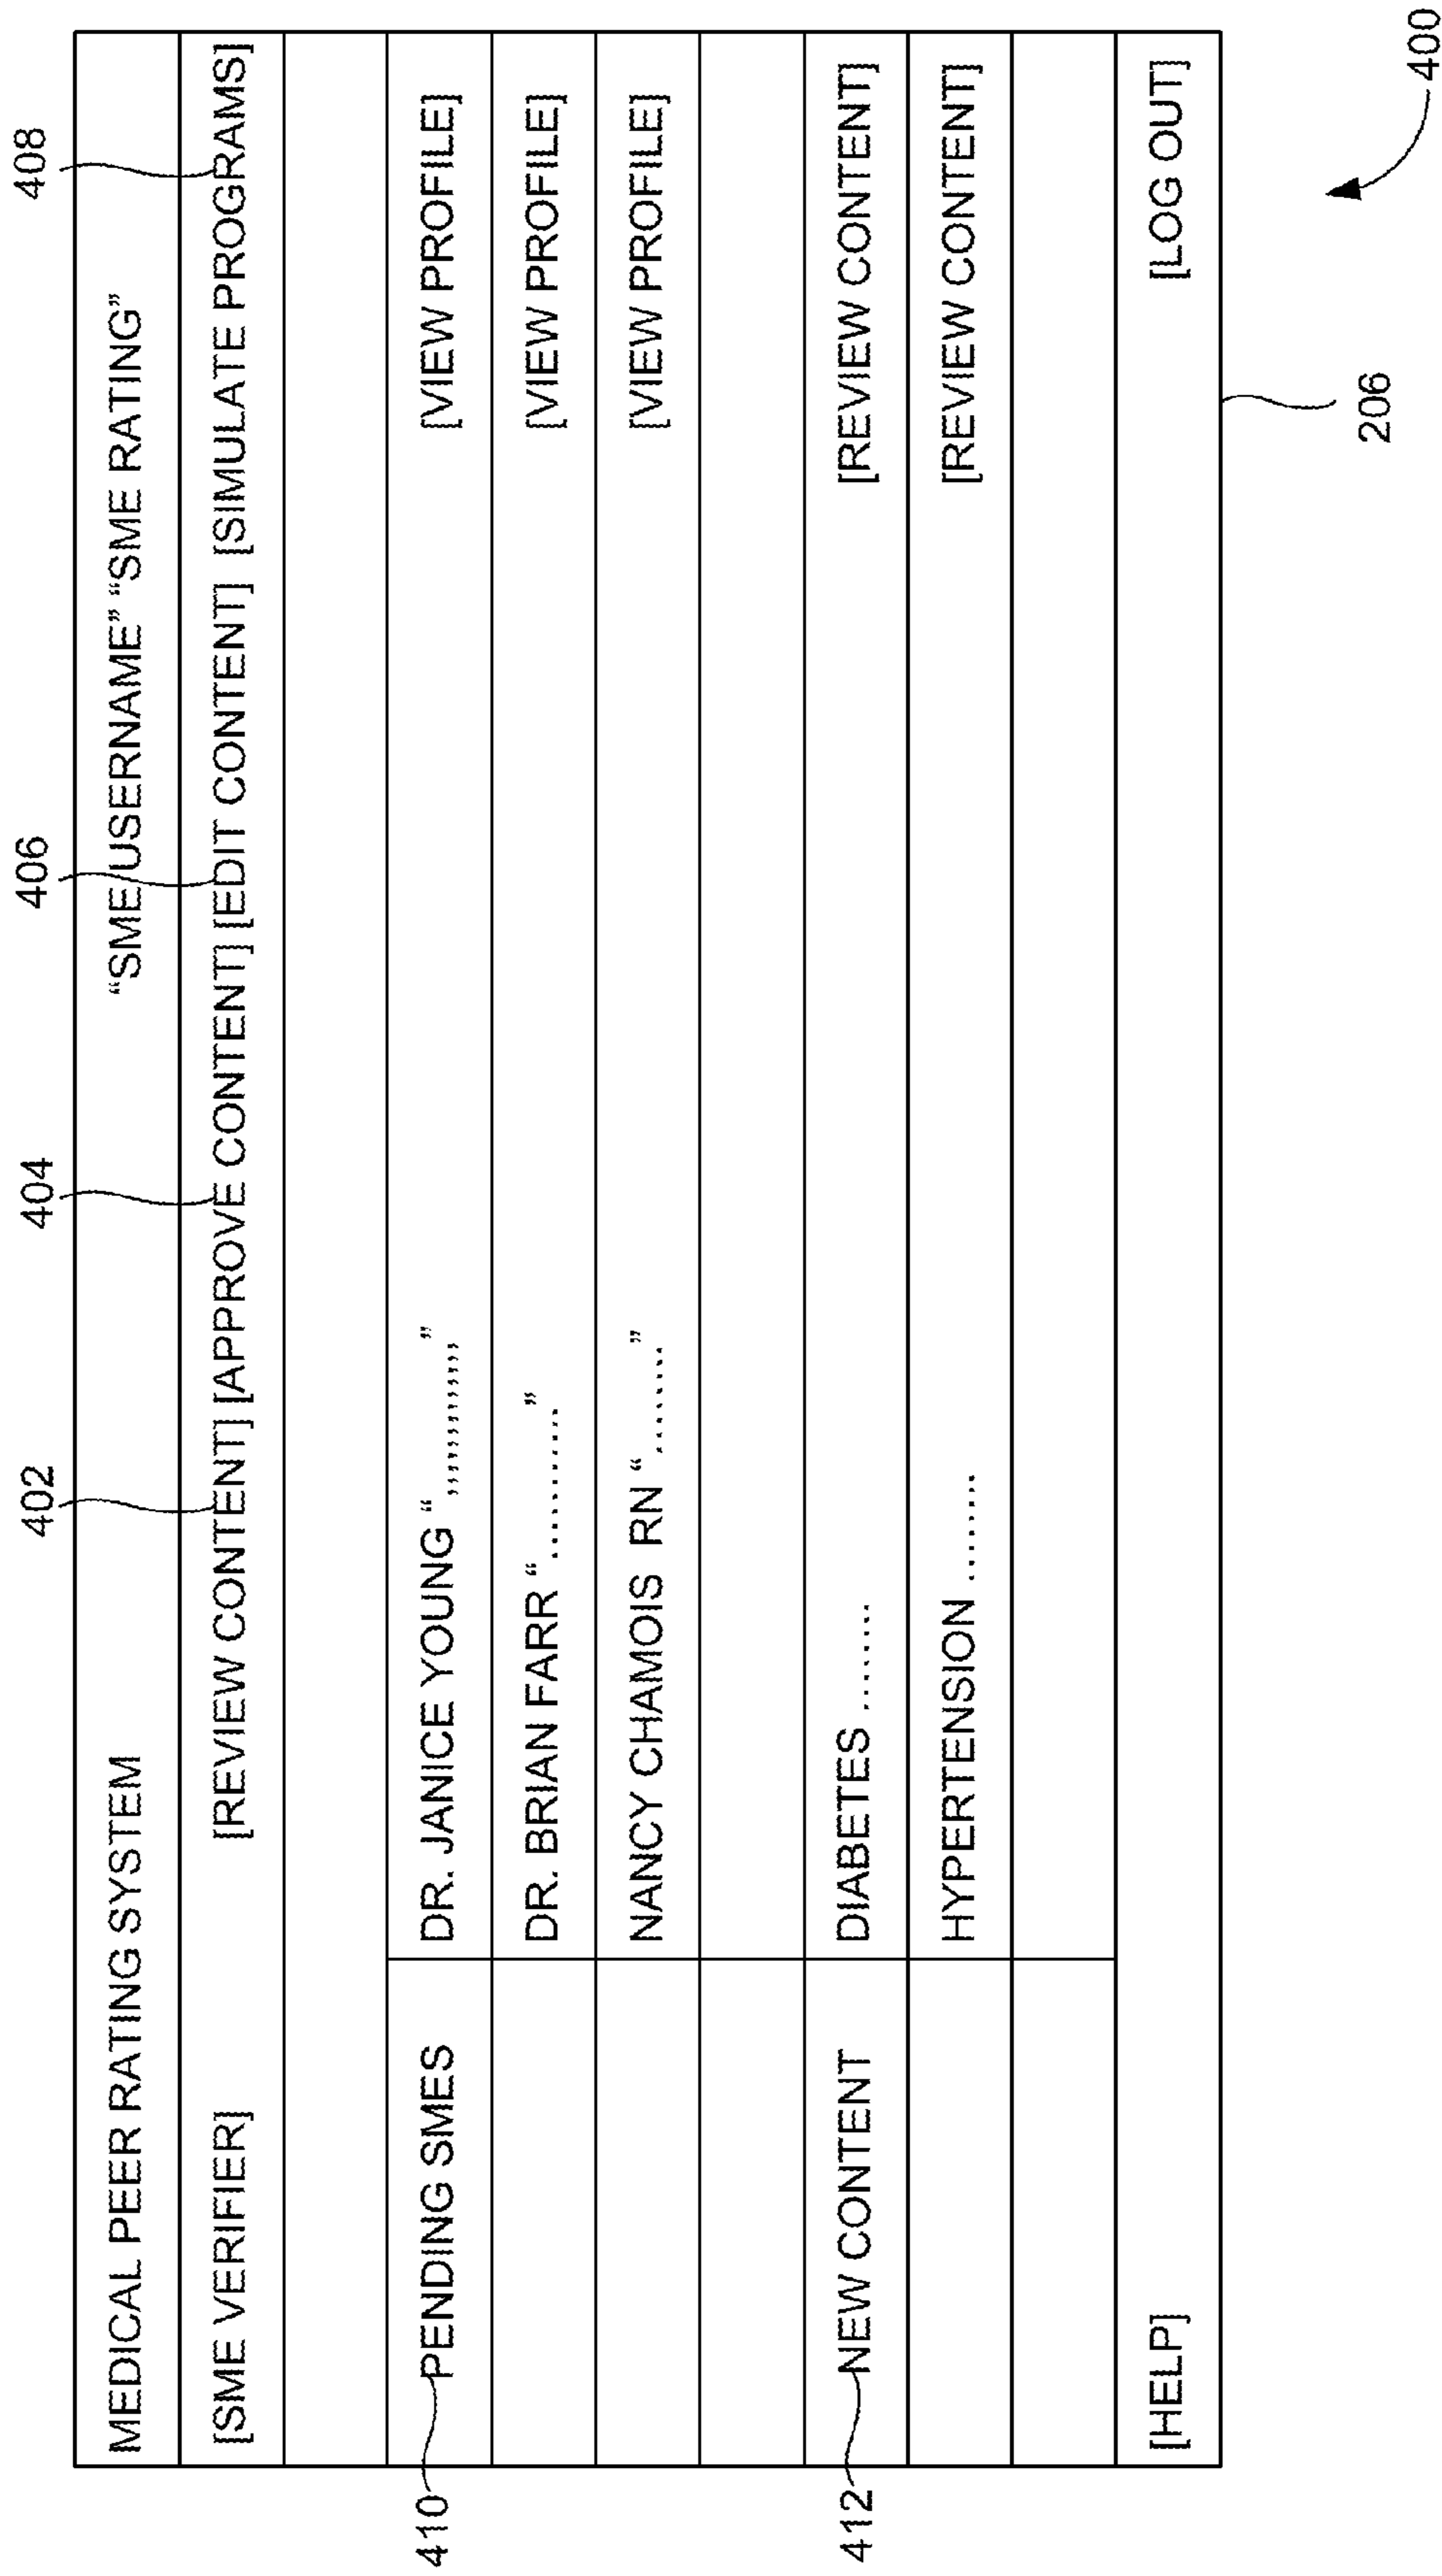 408
406
404
402
MEDICAL PEER RATING SYSTEM “SME USERNAME” “SME RATING”
[SME VERIFIER] [REVIEW CONTENT] [APPROVE CONTENT] [EDIT CONTENT] [SIMULATE PROGRAMS]
410 PENDING SMES DR. JANICE YOUNG “,,,,,,,,,,,,,” [VIEW PROFILE]
DR. BRIAN FARR “...........” [VIEW PROFILE]
NANCY CHAMOIS RN “........” [VIEW PROFILE]
412 NEW CONTENT DIABETES ........ [REVIEW CONTENT]
HYPERTENSION ........ [REVIEW CONTENT]
[HELP] [LOG OUT]
206
400